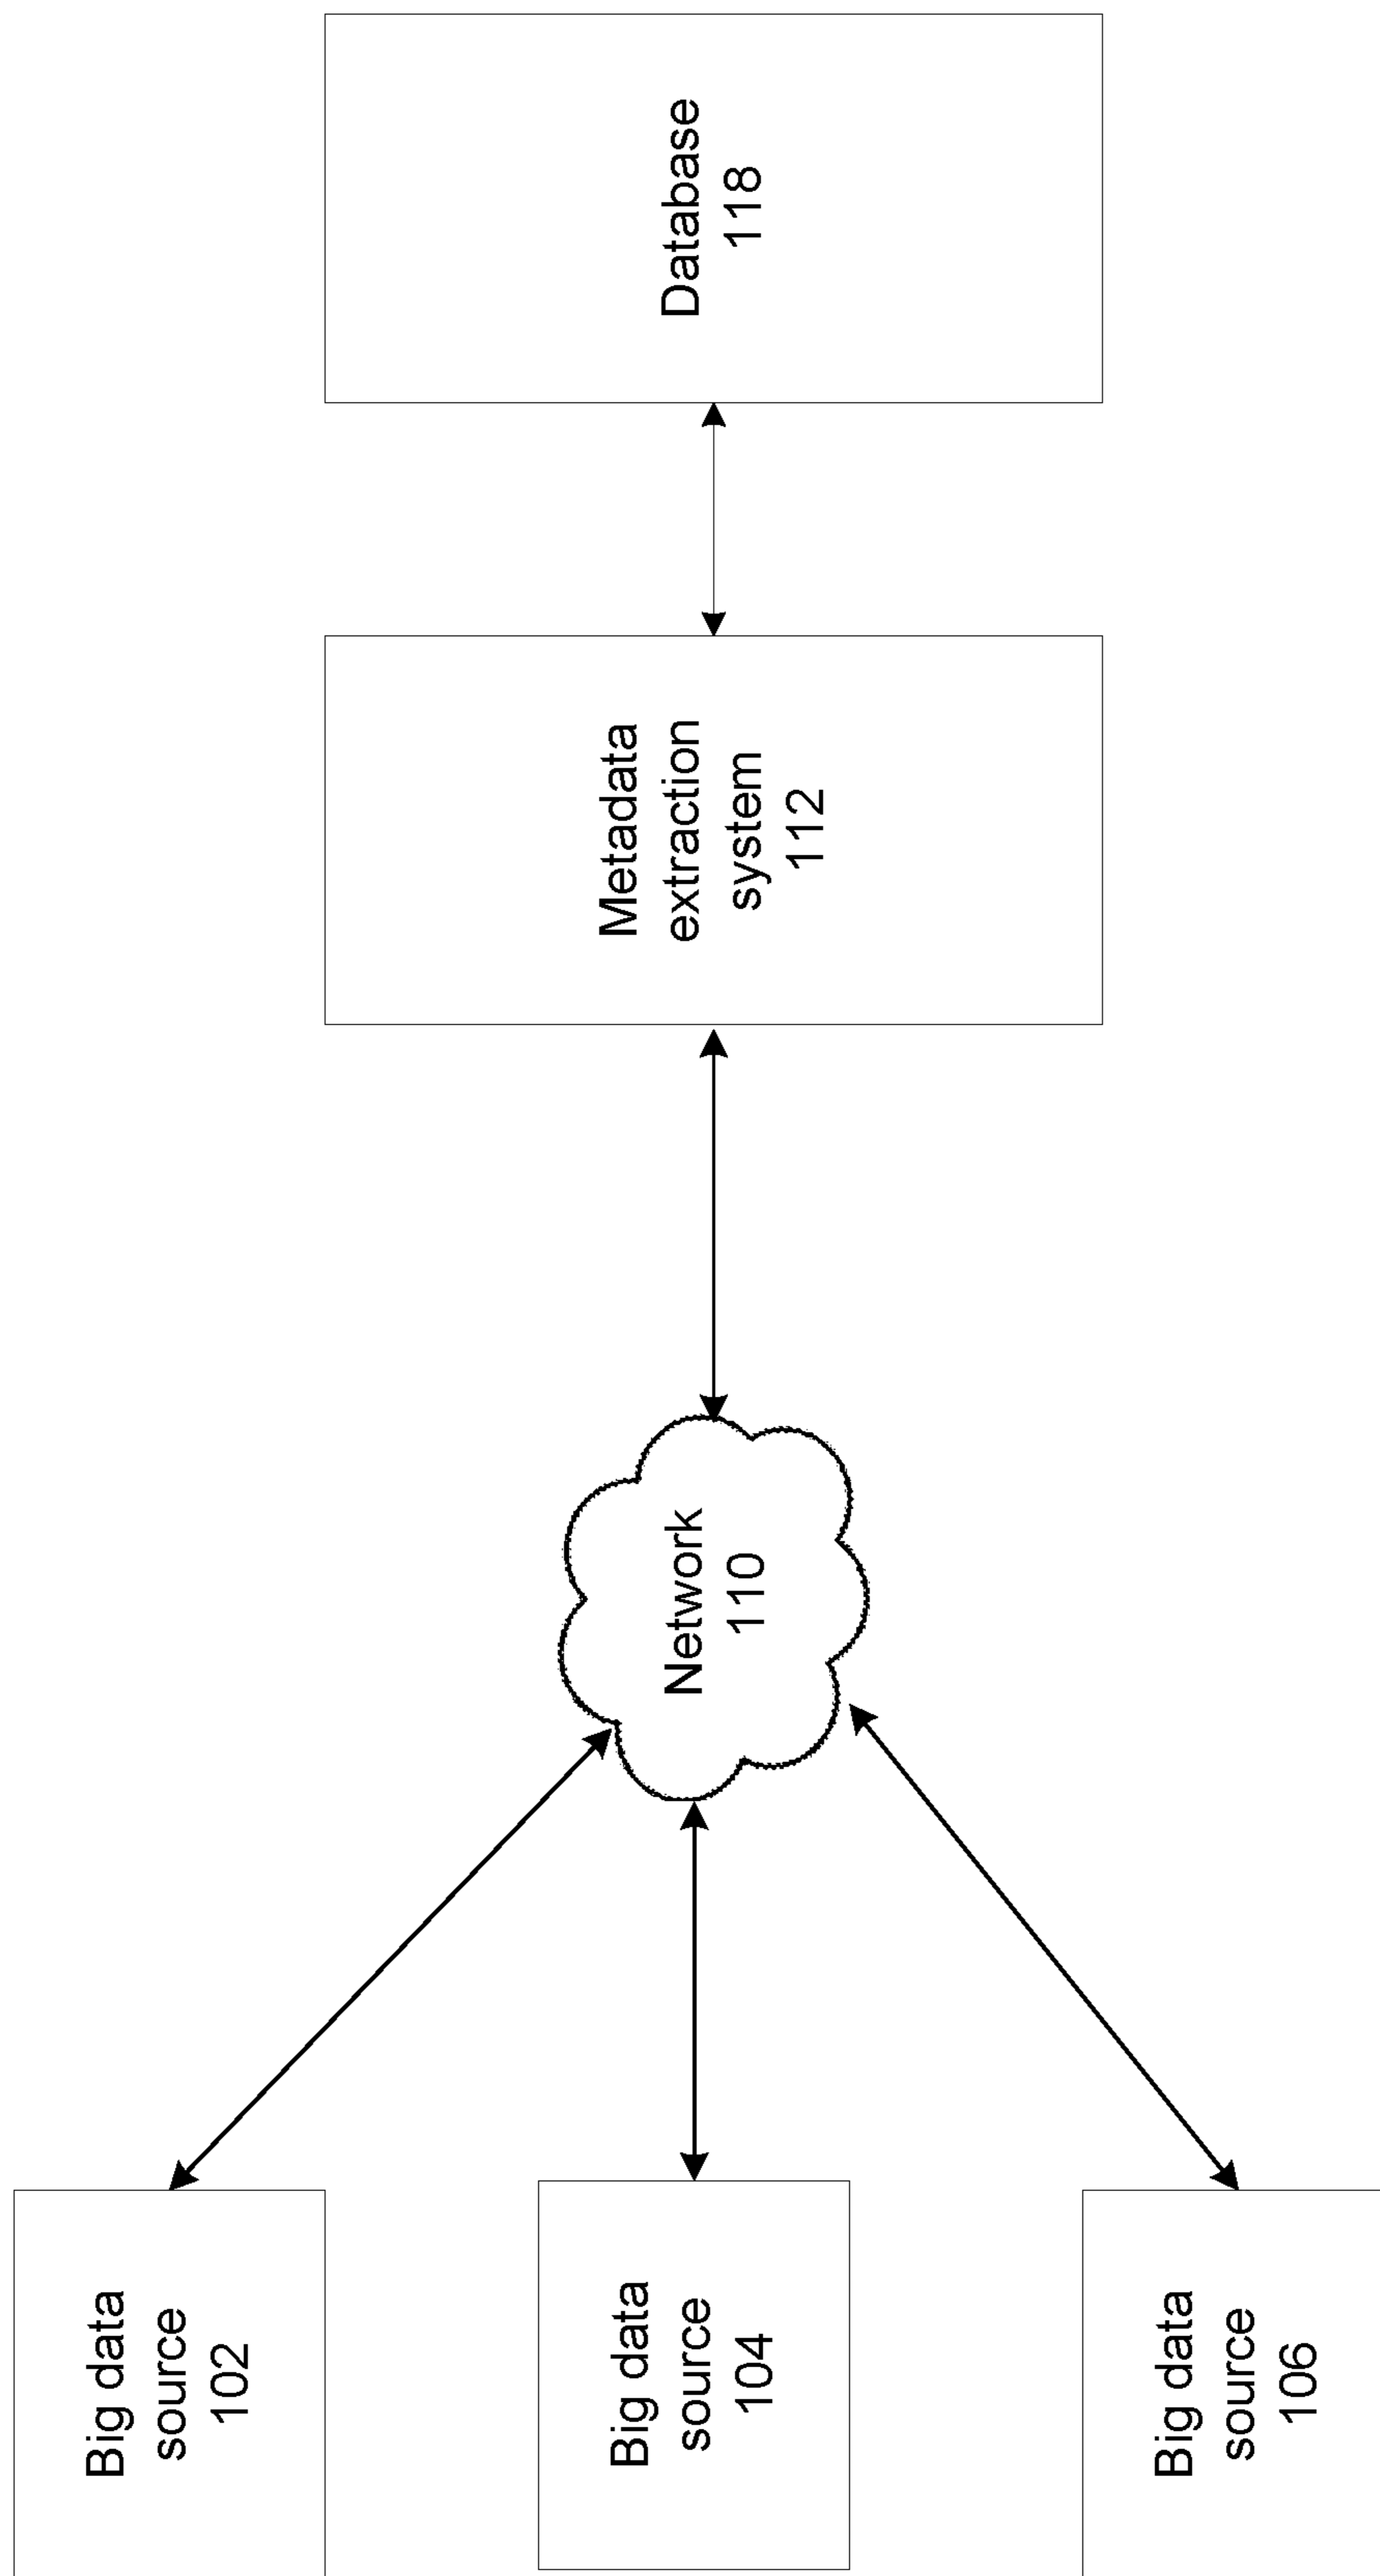 Big data
source
102
Big data
source
104
Big data
source
106
Network
110
Metadata
extraction
system
112
Database
118